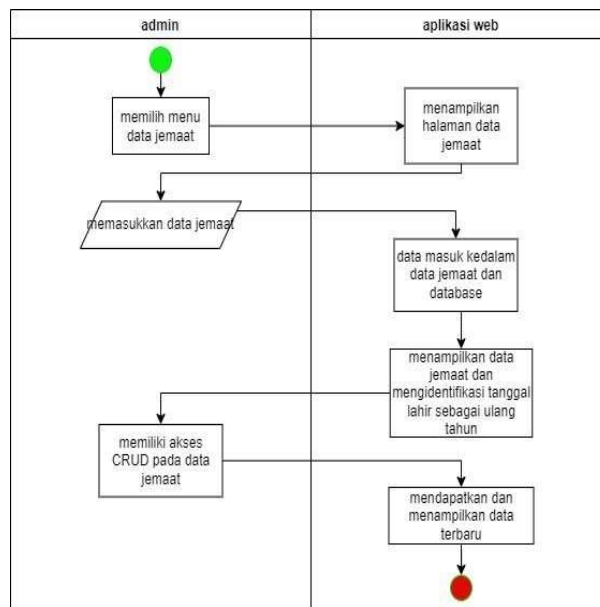 admin
aplikasi web
memilih menu
data jemaat
menampilkan
halaman data
jemaat
memasukkan data jemaat
data masuk kedalam
data jemaat dan
database
menampilkan data
jemaat dan
mengidentifikasi tanggal
lahir sebagai ulang
tahun
memiliki akses
CRUD pada data
jemaat
mendapatkan dan
menampilkan data
terbaru